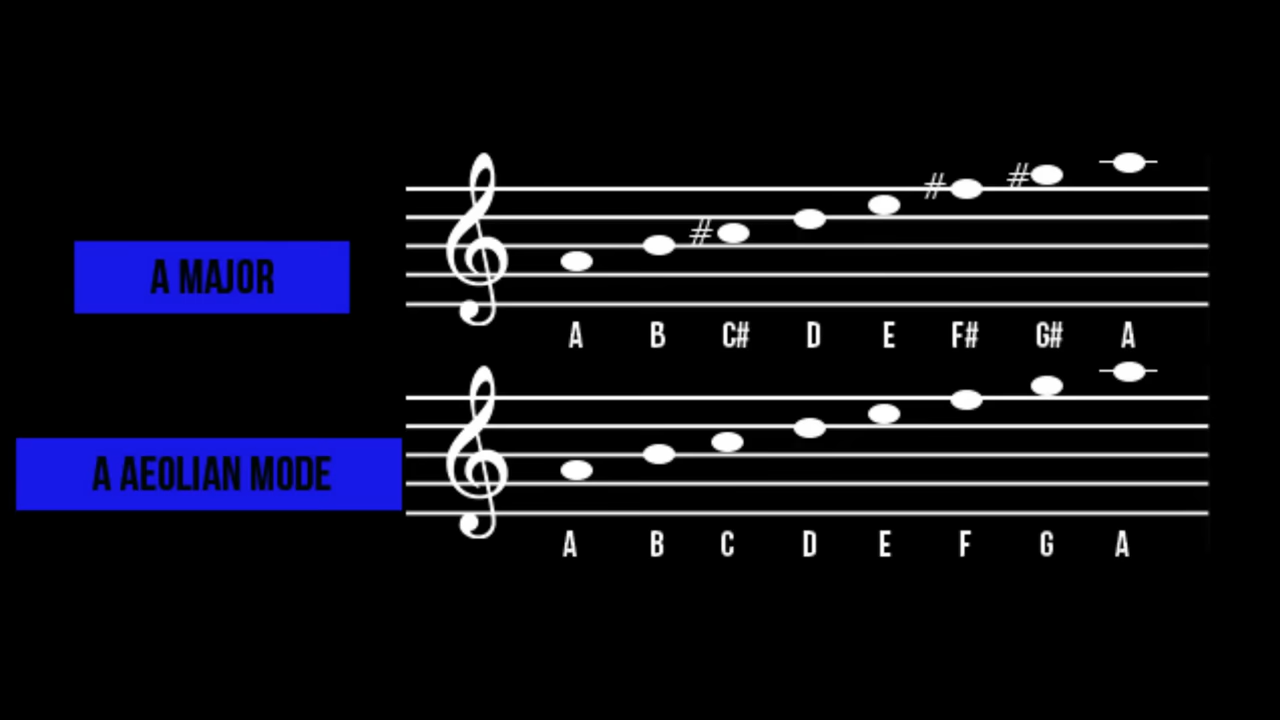 A MAJOR
A B C# D E F# G# A
A AEOLIAN MODE
A B C D E F G A